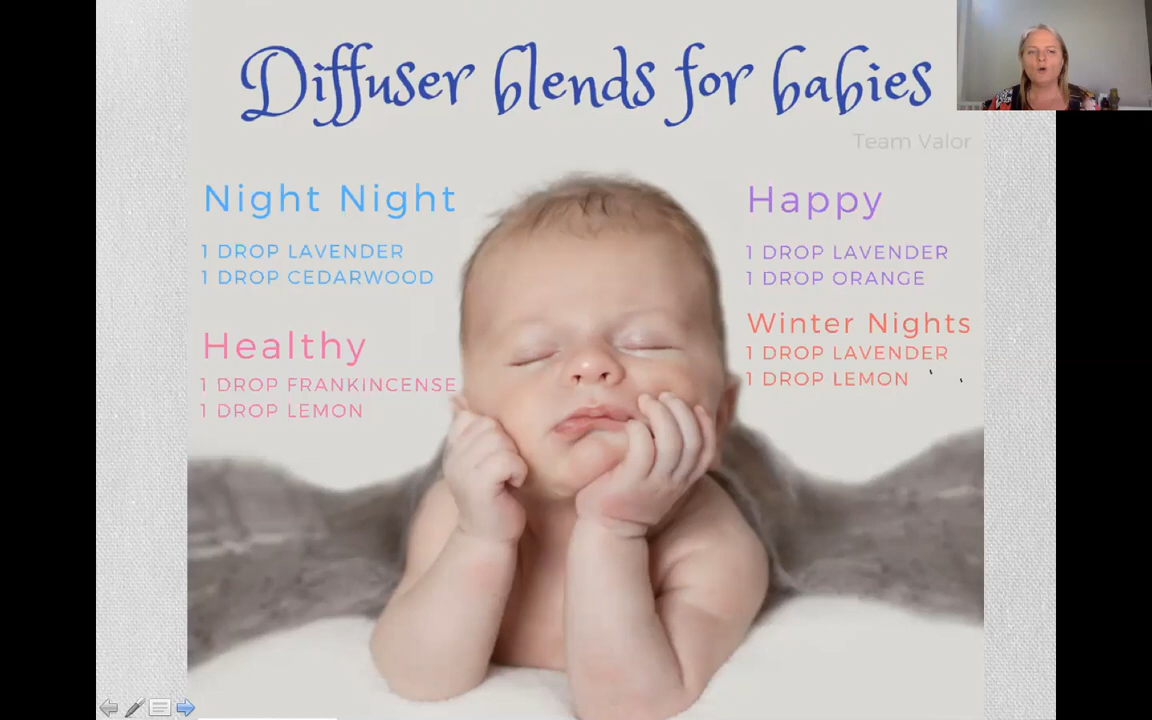 Diffuser blends for babies
Team Valor
Night Night
1 DROP LAVENDER
1 DROP CEDARWOOD
Healthy
1 DROP FRANKINCENSE
1 DROP LEMON
Happy
1 DROP LAVENDER
1 DROP ORANGE
Winter Nights
1 DROP LAVENDER
1 DROP LEMON